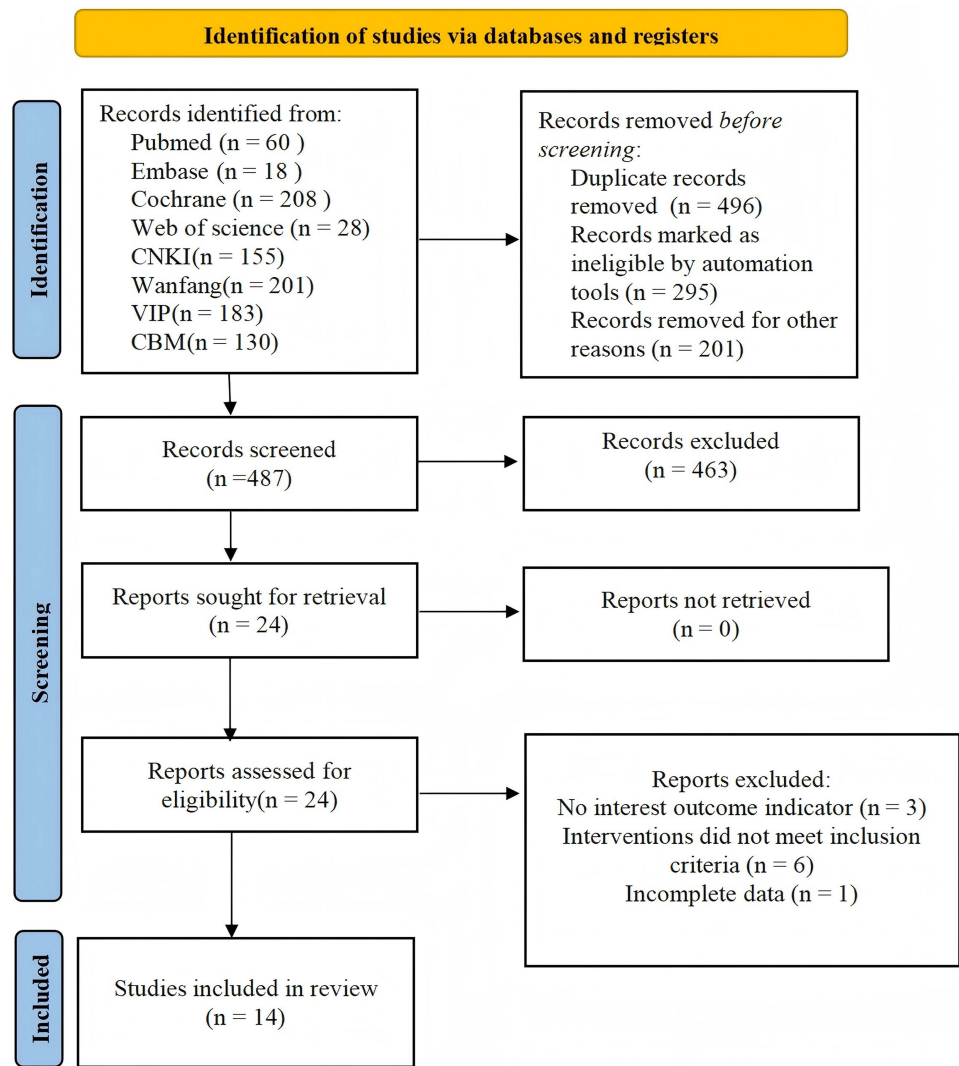 Identification of studies via databases and registers
Identification
Records identified from:
Pubmed (n = 60 )
Embase (n = 18 )
Cochrane (n = 208 )
Web of science (n = 28)
CNKI(n = 155)
Wanfang(n = 201)
VIP(n = 183)
CBM(n = 130)
Records removed before
screening:
Duplicate records
removed (n = 496)
Records marked as
ineligible by automation
tools (n = 295)
Records removed for other
reasons (n = 201)
Screening
Records screened
(n =487)
Records excluded
(n = 463)
Reports sought for retrieval
(n = 24)
Reports not retrieved
(n = 0)
Reports assessed for
eligibility(n = 24)
Reports excluded:
No interest outcome indicator (n = 3)
Interventions did not meet inclusion
criteria (n = 6)
Incomplete data (n = 1)
Included
Studies included in review
(n = 14)